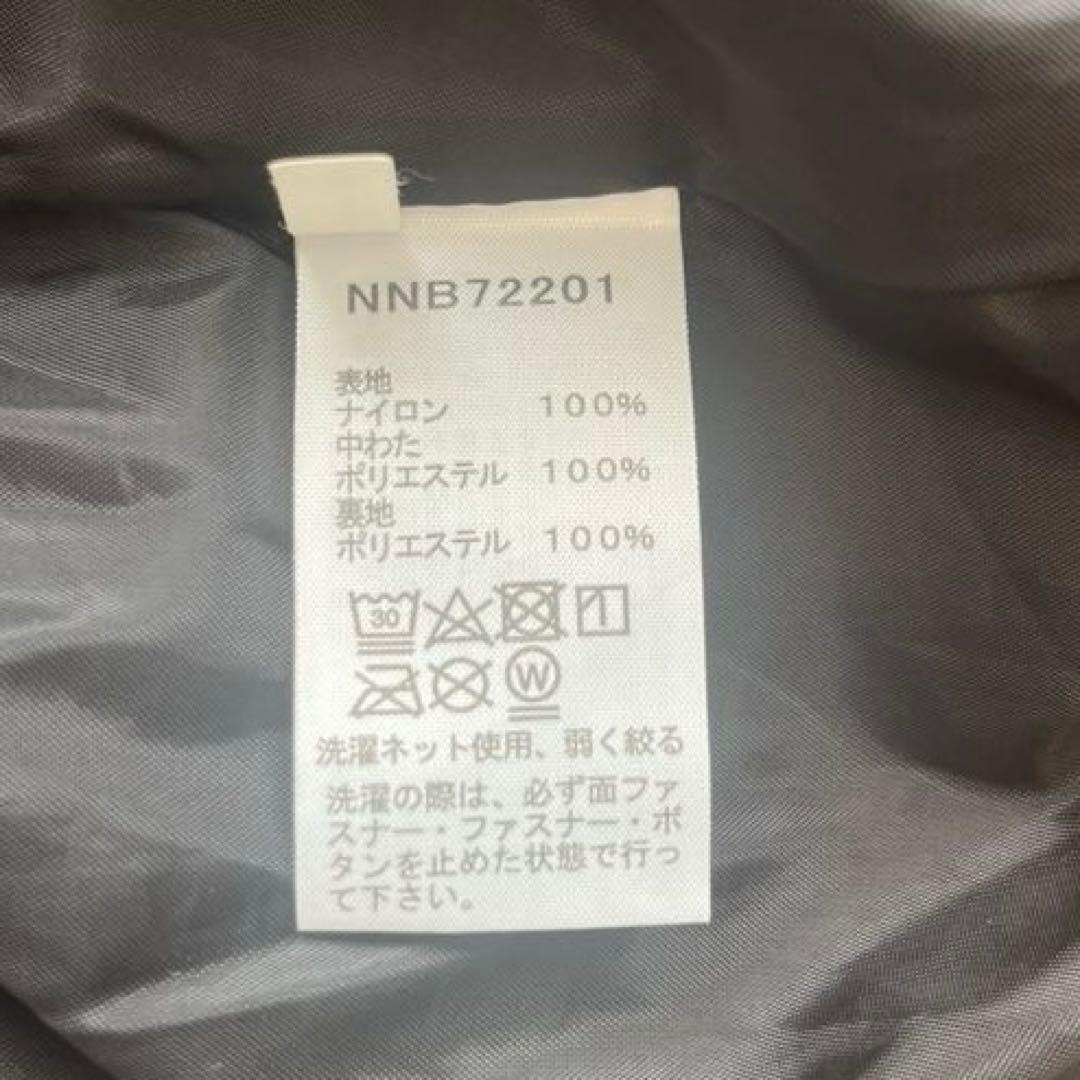 NNB72201
表地
ナイロン 100%
中わた
ポリエステル 100%
裏地
ポリエステル 100%
30
W
洗濯ネット使用、弱く絞る
洗濯の際は、必ず面ファ
スナー・ファスナー・ボ
タンを止めた状態で行っ
て下さい。